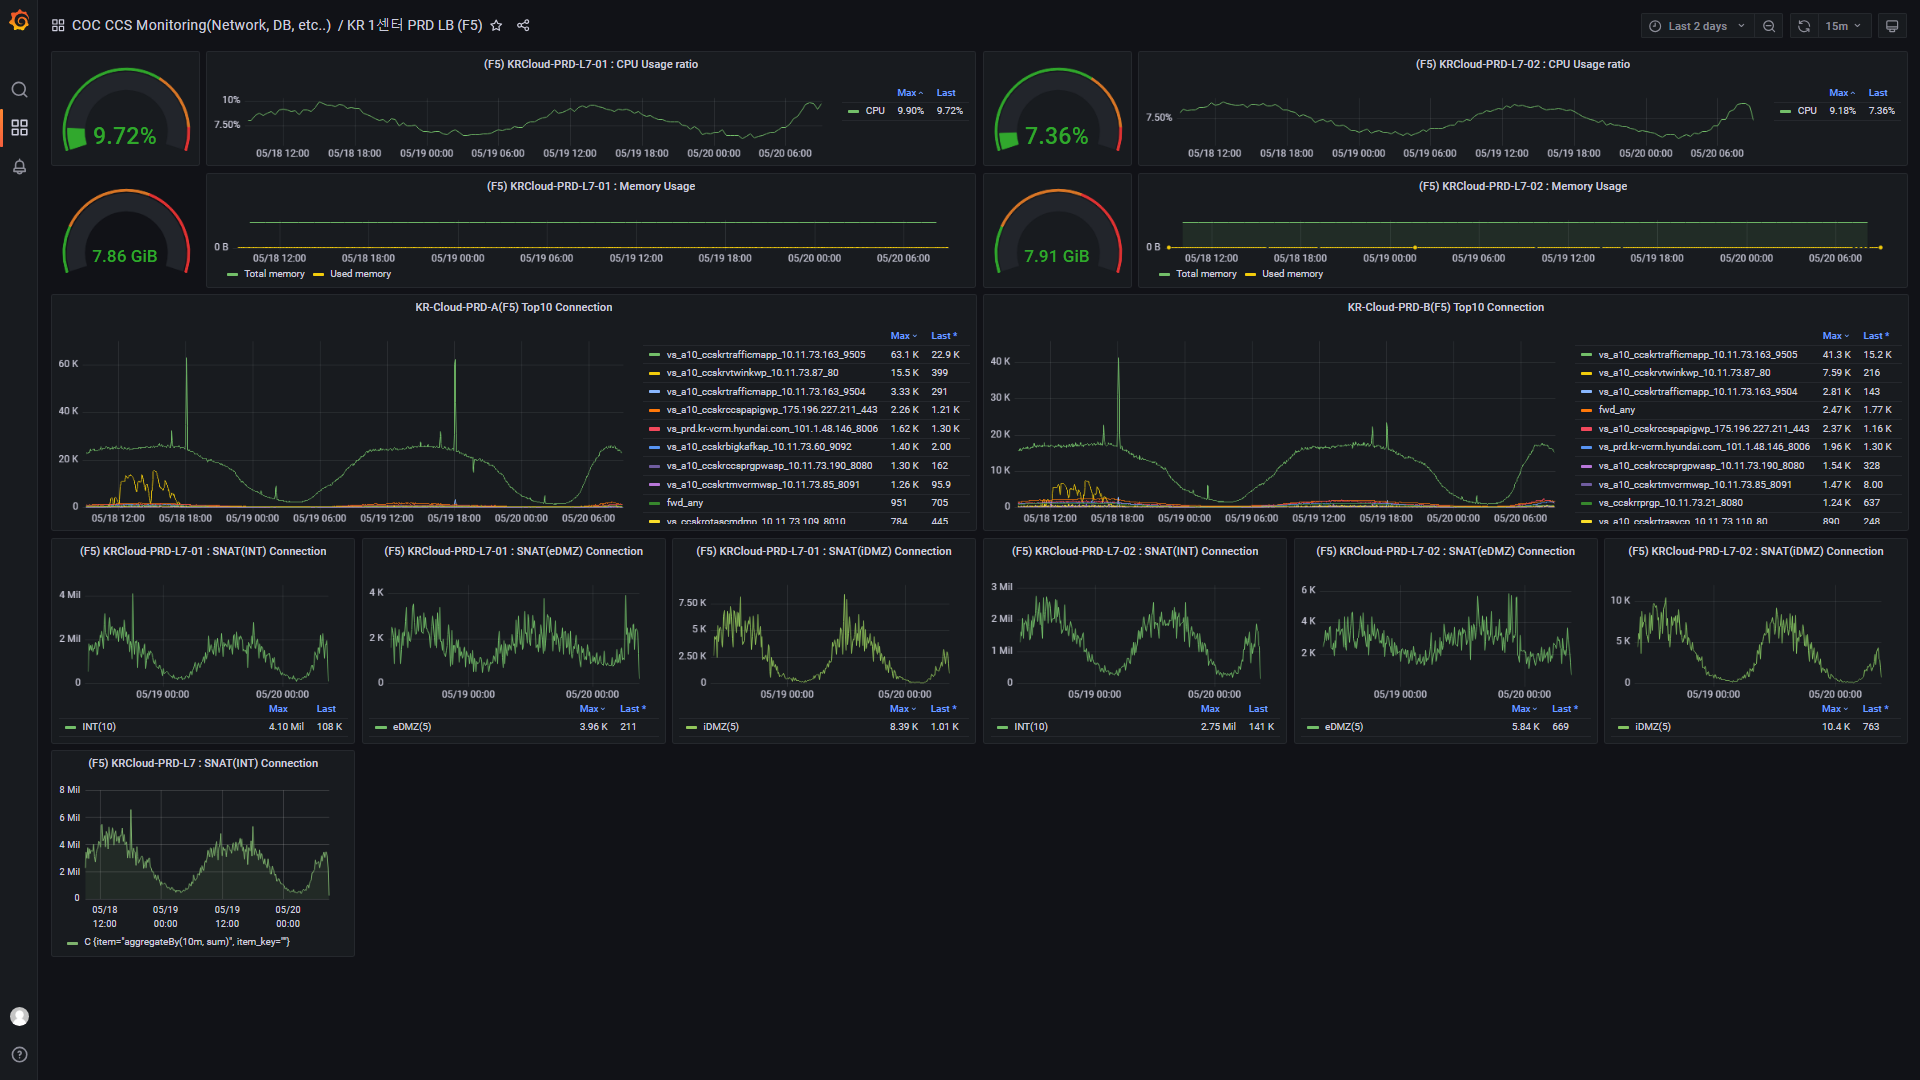 COC CCS Monitoring(Network, DB, etc..) / KR 1센터 PRD LB (F5)
Last 2 days
15m
9.72%
(F5) KRCloud-PRD-L7-01 : CPU Usage ratio
10%
7.50%
05/18 12:00 05/18 18:00 05/19 00:00 05/19 06:00 05/19 12:00 05/19 18:00 05/20 00:00 05/20 06:00
Max Last
CPU 9.90% 9.72%
7.36%
(F5) KRCloud-PRD-L7-02 : CPU Usage ratio
7.50%
05/18 12:00 05/18 18:00 05/19 00:00 05/19 06:00 05/19 12:00 05/19 18:00 05/20 00:00 05/20 06:00
Max Last
CPU 9.18% 7.36%
7.86 GiB
(F5) KRCloud-PRD-L7-01 : Memory Usage
0 B
05/18 12:00 05/18 18:00 05/19 00:00 05/19 06:00 05/19 12:00 05/19 18:00 05/20 00:00 05/20 06:00
Total memory Used memory
7.91 GiB
(F5) KRCloud-PRD-L7-02 : Memory Usage
0 B
05/18 12:00 05/18 18:00 05/19 00:00 05/19 06:00 05/19 12:00 05/19 18:00 05/20 00:00 05/20 06:00
Total memory Used memory
KR-Cloud-PRD-A(F5) Top10 Connection
60 K
40 K
20 K
0
05/18 12:00 05/18 18:00 05/19 00:00 05/19 06:00 05/19 12:00 05/19 18:00 05/20 00:00 05/20 06:00
Max Last *
vs_a10_ccskrtrafficmapp_10.11.73.163_9505 63.1 K 22.9 K
vs_a10_ccskrvtwinkwp_10.11.73.87_80 15.5 K 399
vs_a10_ccskrtrafficmapp_10.11.73.163_9504 3.33 K 291
vs_a10_ccskrccspapigwp_175.196.227.211_443 2.26 K 1.21 K
vs_prd.kr-vcrm.hyundai.com_101.1.48.146_8006 1.62 K 1.30 K
vs_a10_ccskrbigkafkap_10.11.73.60_9092 1.40 K 2.00
vs_a10_ccskrccsprgpwasp_10.11.73.190_8080 1.30 K 162
vs_a10_ccskrtmvcrmwsp_10.11.73.85_8091 1.26 K 95.9
fwd_any 951 705
vs_ccskrotascmdmp_10.11.73.109_8010 784 445
KR-Cloud-PRD-B(F5) Top10 Connection
40 K
30 K
20 K
10 K
0
05/18 12:00 05/18 18:00 05/19 00:00 05/19 06:00 05/19 12:00 05/19 18:00 05/20 00:00 05/20 06:00
Max Last *
vs_a10_ccskrtrafficmapp_10.11.73.163_9505 41.3 K 15.2 K
vs_a10_ccskrvtwinkwp_10.11.73.87_80 7.59 K 216
vs_a10_ccskrtrafficmapp_10.11.73.163_9504 2.81 K 143
fwd_any 2.47 K 1.77 K
vs_a10_ccskrccspapigwp_175.196.227.211_443 2.37 K 1.16 K
vs_prd.kr-vcrm.hyundai.com_101.1.48.146_8006 1.96 K 1.30 K
vs_a10_ccskrccsprgpwasp_10.11.73.190_8080 1.54 K 328
vs_a10_ccskrtmvcrmwsp_10.11.73.85_8091 1.47 K 8.00
vs_ccskrrprgp_10.11.73.21_8080 1.24 K 637
vs_a10_ccskrtrasvcp_10.11.73.110_80 890 248
(F5) KRCloud-PRD-L7-01 : SNAT(INT) Connection
4 Mil
2 Mil
0
05/19 00:00 05/20 00:00
Max Last
INT(10) 4.10 Mil 108 K
(F5) KRCloud-PRD-L7-01 : SNAT(eDMZ) Connection
4 K
2 K
0
05/19 00:00 05/20 00:00
Max Last *
eDMZ(5) 3.96 K 211
(F5) KRCloud-PRD-L7-01 : SNAT(iDMZ) Connection
7.50 K
5 K
2.50 K
0
05/19 00:00 05/20 00:00
Max Last *
iDMZ(5) 8.39 K 1.01 K
(F5) KRCloud-PRD-L7-02 : SNAT(INT) Connection
3 Mil
2 Mil
1 Mil
0
05/19 00:00 05/20 00:00
Max Last
INT(10) 2.75 Mil 141 K
(F5) KRCloud-PRD-L7-02 : SNAT(eDMZ) Connection
6 K
4 K
2 K
05/19 00:00 05/20 00:00
Max Last *
eDMZ(5) 5.84 K 669
(F5) KRCloud-PRD-L7-02 : SNAT(iDMZ) Connection
10 K
5 K
0
05/19 00:00 05/20 00:00
Max Last *
iDMZ(5) 10.4 K 763
(F5) KRCloud-PRD-L7 : SNAT(INT) Connection
8 Mil
6 Mil
4 Mil
2 Mil
0
05/18 05/19 05/19 05/20
12:00 00:00 12:00 00:00
C {item="aggregateBy(10m, sum)", item_key=""}